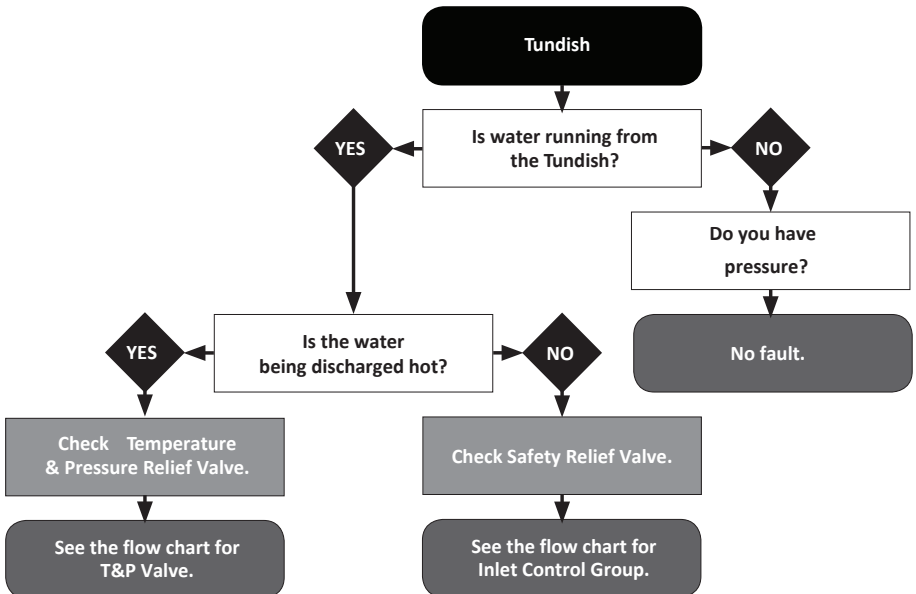 Tundish
Is water running from
the Tundish?
YES
NO
Do you have
pressure?
No fault.
Is the water
being discharged hot?
YES
NO
Check Temperature
& Pressure Relief Valve.
Check Safety Relief Valve.
See the flow chart for
T&P Valve.
See the flow chart for
Inlet Control Group.